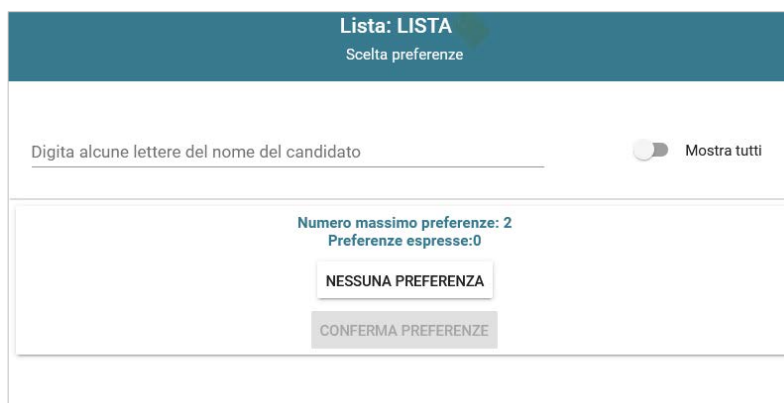 Lista: LISTA
Scelta preferenze
Digita alcune lettere del nome del candidato
Mostra tutti
Numero massimo preferenze: 2
Preferenze espresse:0
NESSUNA PREFERENZA
CONFERMA PREFERENZE